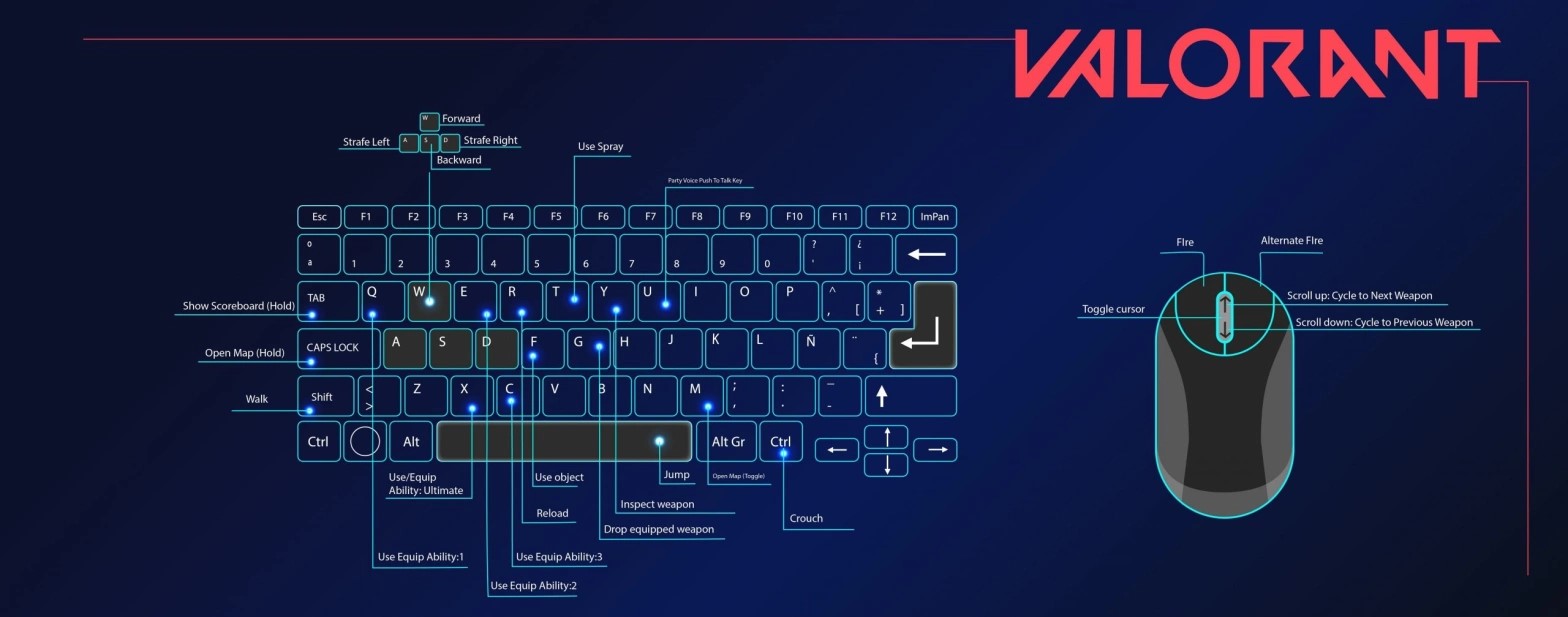 VALORANT
W Forward
Strafe Left A S D Strafe Right
Backward
Use Spray
Party Voice Push To Talk Key
Esc F1 F2 F3 F4 F5 F6 F7 F8 F9 F10 F11 F12 ImPan
º ? ¿
ª 1 2 3 4 5 6 7 8 9 0 ' ¡
TAB Q W E R T Y U I O P ^ *
, [ + ]
CAPS LOCK A S D F G H J K L Ñ ¨
{
Shift < Z X C V B N M ; : _
> , . -
Ctrl Alt Alt Gr Ctrl
Show Scoreboard (Hold)
Open Map (Hold)
Walk
Use/Equip
Ability: Ultimate
Use object
Jump
Open Map (Toggle)
Inspect weapon
Reload
Crouch
Drop equipped weapon
Use Equip Ability:1
Use Equip Ability:3
Use Equip Ability:2
FIre
Alternate FIre
Toggle cursor
Scroll up: Cycle to Next Weapon
Scroll down: Cycle to Previous Weapon